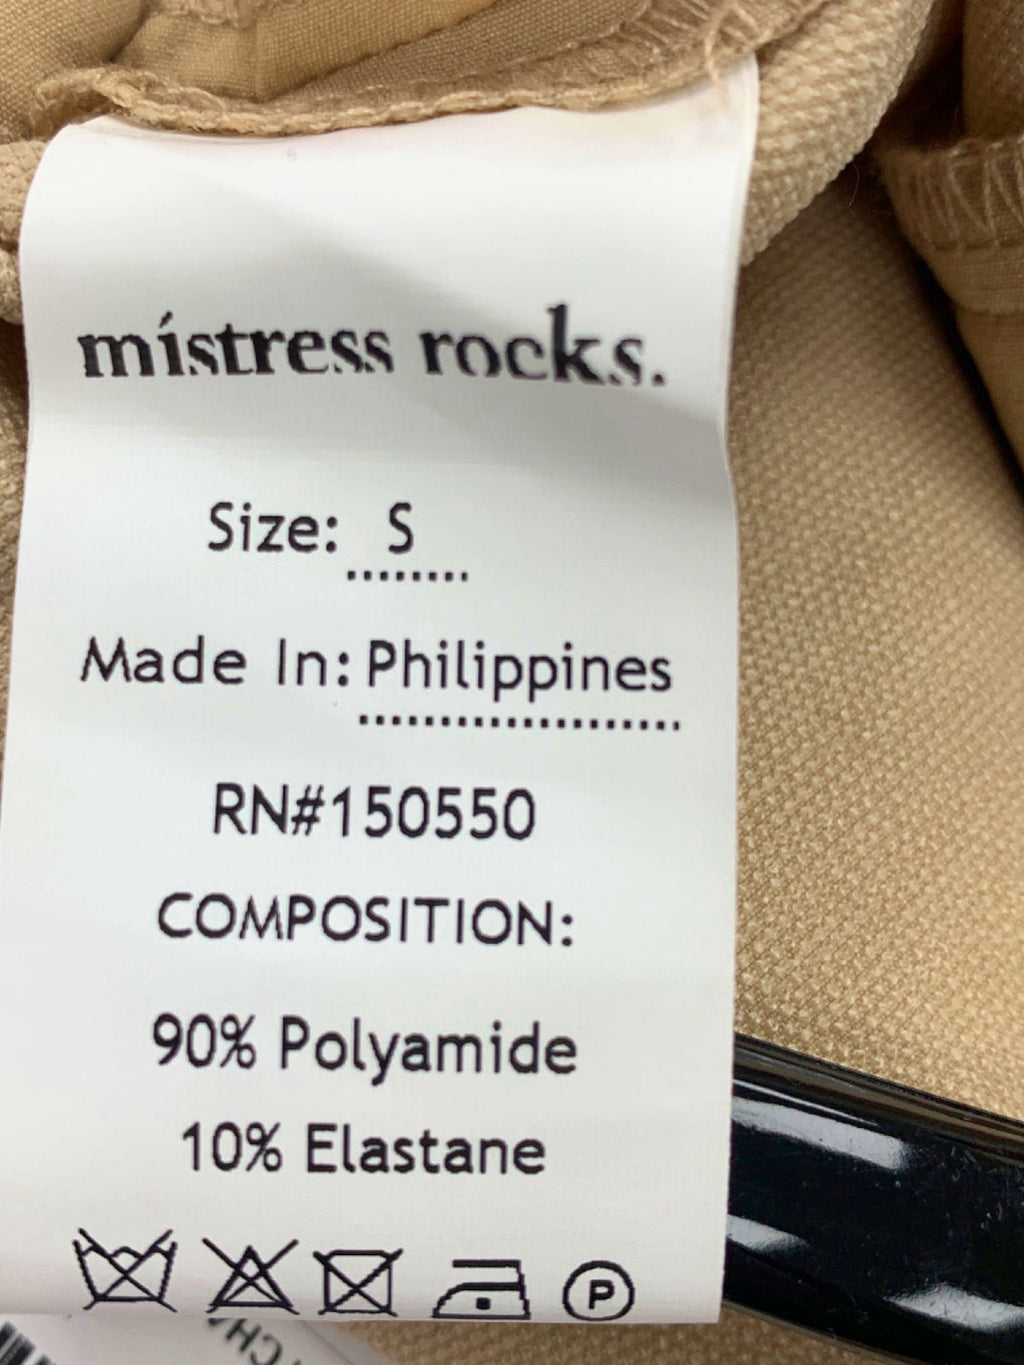 místress rocks.
Size: S
Made In: Philippines
RN#150550
COMPOSITION:
90% Polyamide
10% Elastane
P